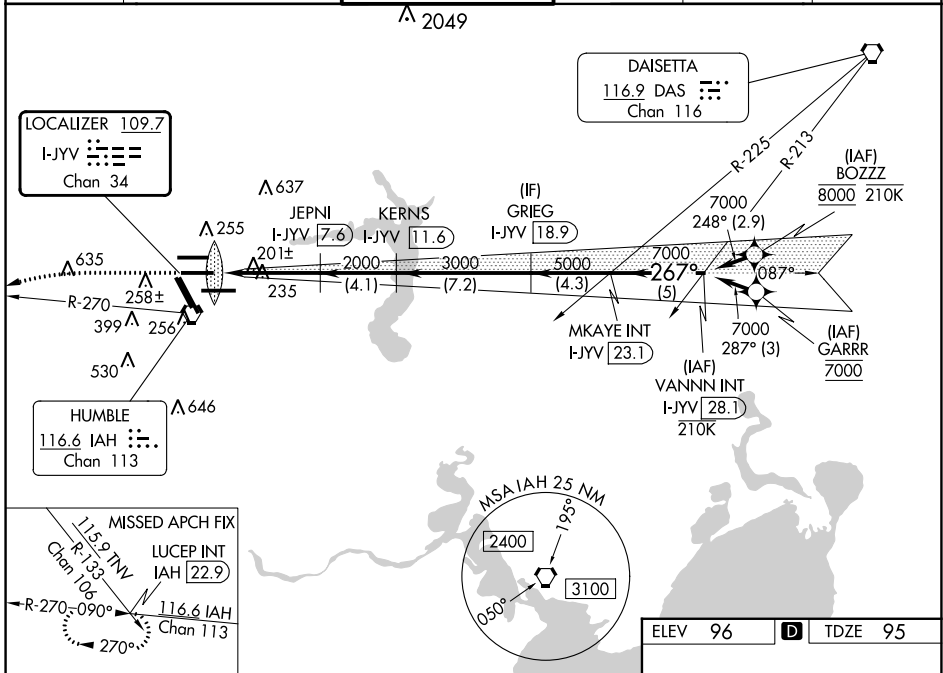 2049
DAISETTA
116.9 DAS
Chan 116
LOCALIZER 109.7
I-JYV
Chan 34
R-225
R-213
(IAF)
BOZZZ
8000 210K
637
JEPNI
I-JYV 7.6
KERNS
I-JYV 11.6
(IF)
GRIEG
I-JYV 18.9
7000
248° (2.9)
255
201±
235
2000
(4.1)
3000
(7.2)
5000
(4.3)
7000
267°
(5)
087°
635
258±
R-270
399
256
530
646
MKAYE INT
I-JYV 23.1
7000
287° (3)
(IAF)
GARRR
7000
(IAF)
VANNN INT
I-JYV 28.1
210K
HUMBLE
116.6 IAH
Chan 113
MISSED APCH FIX
115.9 TNV
R-133
Chan 106
LUCEP INT
IAH 22.9
R-270
090°
116.6 IAH
Chan 113
270°
MSA IAH 25 NM
195°
2400
3100
050°
ELEV 96 D TDZE 95